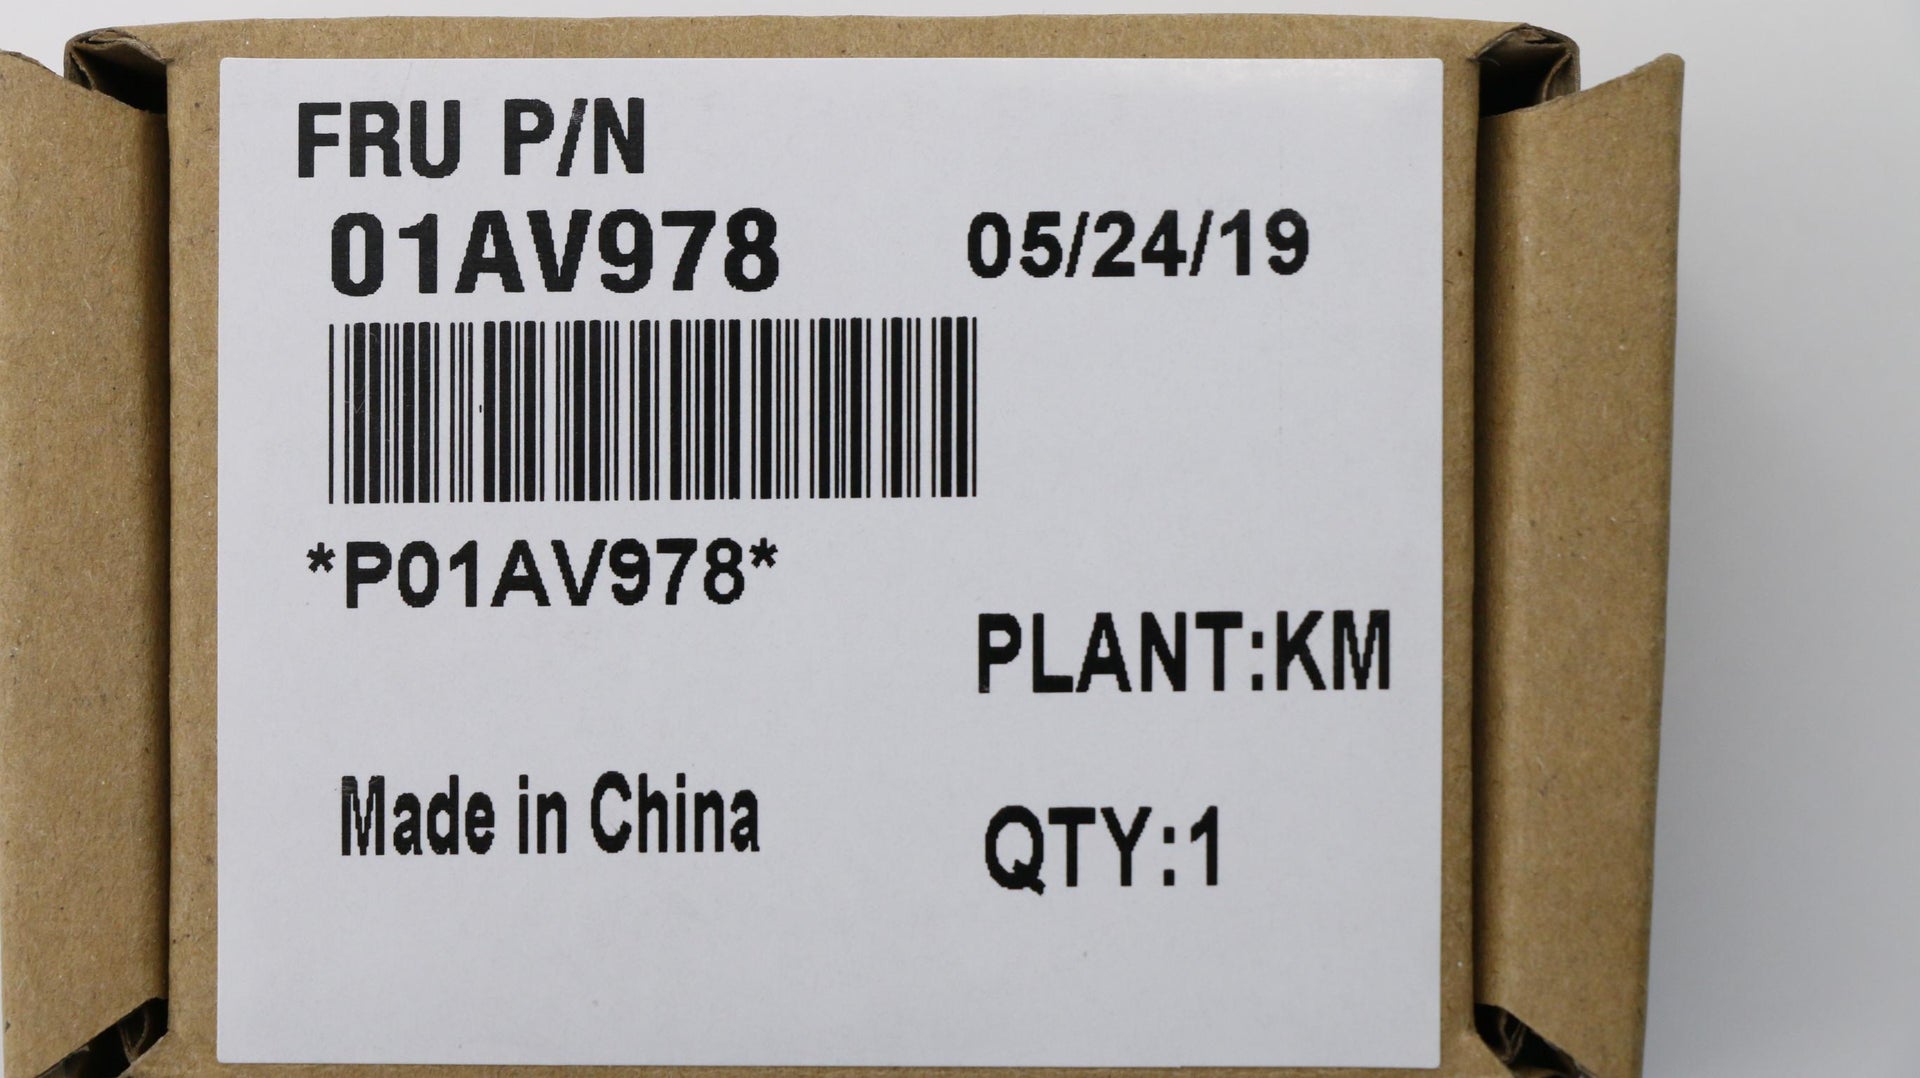 FRU P/N
01AV978 05/24/19
*P01AV978*
PLANT:KM
Made in China QTY:1